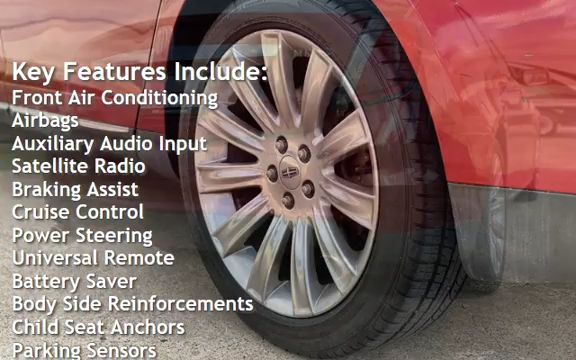 Key Features Include:
Front Air Conditioning
Airbags
Auxiliary Audio Input
Satellite Radio
Braking Assist
Cruise Control
Power Steering
Universal Remote
Battery Saver
Body Side Reinforcements
Child Seat Anchors
Parking Sensors